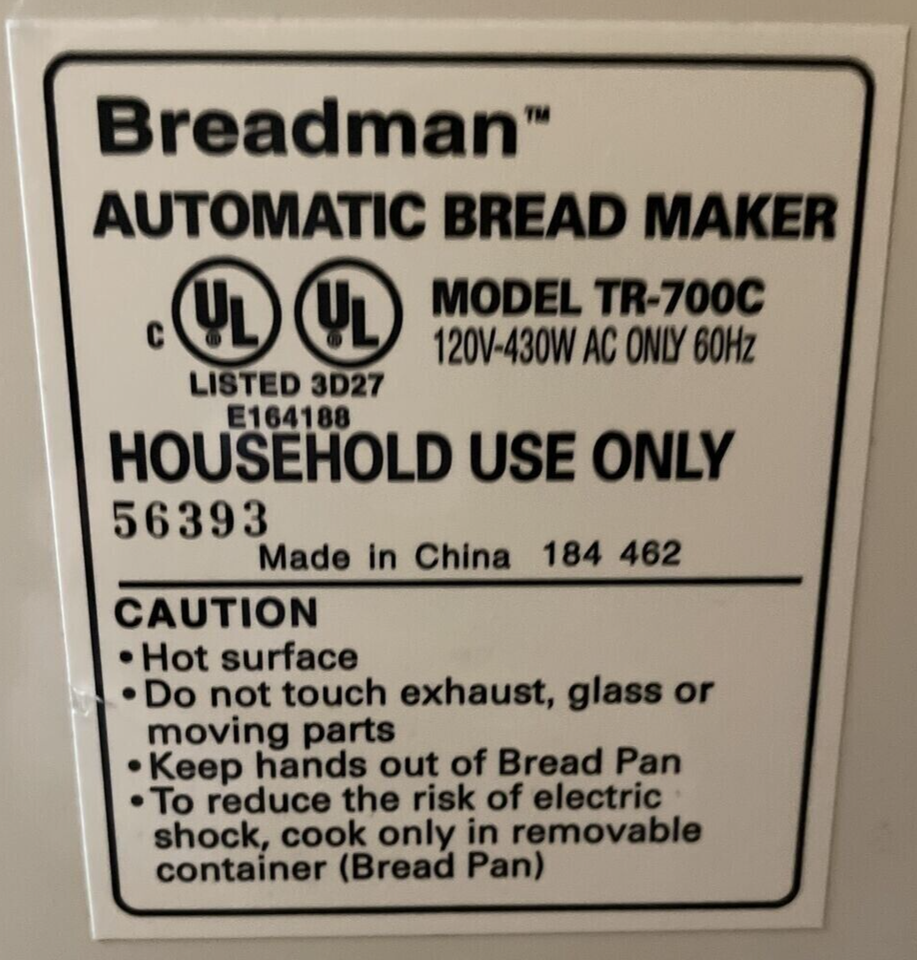 Breadman™
AUTOMATIC BREAD MAKER
C UL® UL® MODEL TR-700C
120V-430W AC ONLY 60Hz
LISTED 3D27
E164188
HOUSEHOLD USE ONLY
56393
Made in China 184 462
CAUTION
• Hot surface
• Do not touch exhaust, glass or
moving parts
• Keep hands out of Bread Pan
• To reduce the risk of electric
shock, cook only in removable
container (Bread Pan)